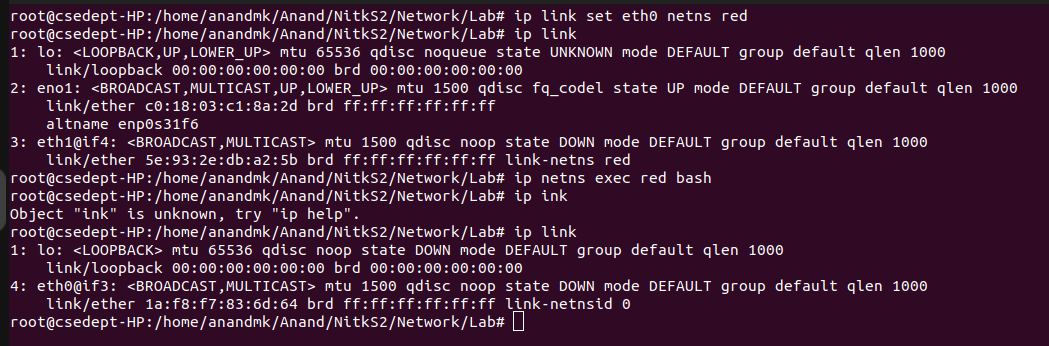 root@csedept-HP:/home/anandmk/Anand/NitkS2/Network/Lab# ip link set eth0 netns red
root@csedept-HP:/home/anandmk/Anand/NitkS2/Network/Lab# ip link
1: lo: <LOOPBACK,UP,LOWER_UP> mtu 65536 qdisc noqueue state UNKNOWN mode DEFAULT group default qlen 1000
    link/loopback 00:00:00:00:00:00 brd 00:00:00:00:00:00
2: eno1: <BROADCAST,MULTICAST,UP,LOWER_UP> mtu 1500 qdisc fq_codel state UP mode DEFAULT group default qlen 1000
    link/ether c0:18:03:c1:8a:2d brd ff:ff:ff:ff:ff:ff
    altname enp0s31f6
3: eth1@if4: <BROADCAST,MULTICAST> mtu 1500 qdisc noop state DOWN mode DEFAULT group default qlen 1000
    link/ether 5e:93:2e:db:a2:5b brd ff:ff:ff:ff:ff:ff link-netns red
root@csedept-HP:/home/anandmk/Anand/NitkS2/Network/Lab# ip netns exec red bash
root@csedept-HP:/home/anandmk/Anand/NitkS2/Network/Lab# ip ink
Object "ink" is unknown, try "ip help".
root@csedept-HP:/home/anandmk/Anand/NitkS2/Network/Lab# ip link
1: lo: <LOOPBACK> mtu 65536 qdisc noop state DOWN mode DEFAULT group default qlen 1000
    link/loopback 00:00:00:00:00:00 brd 00:00:00:00:00:00
4: eth0@if3: <BROADCAST,MULTICAST> mtu 1500 qdisc noop state DOWN mode DEFAULT group default qlen 1000
    link/ether 1a:f8:f7:83:6d:64 brd ff:ff:ff:ff:ff:ff link-netnsid 0
root@csedept-HP:/home/anandmk/Anand/NitkS2/Network/Lab#